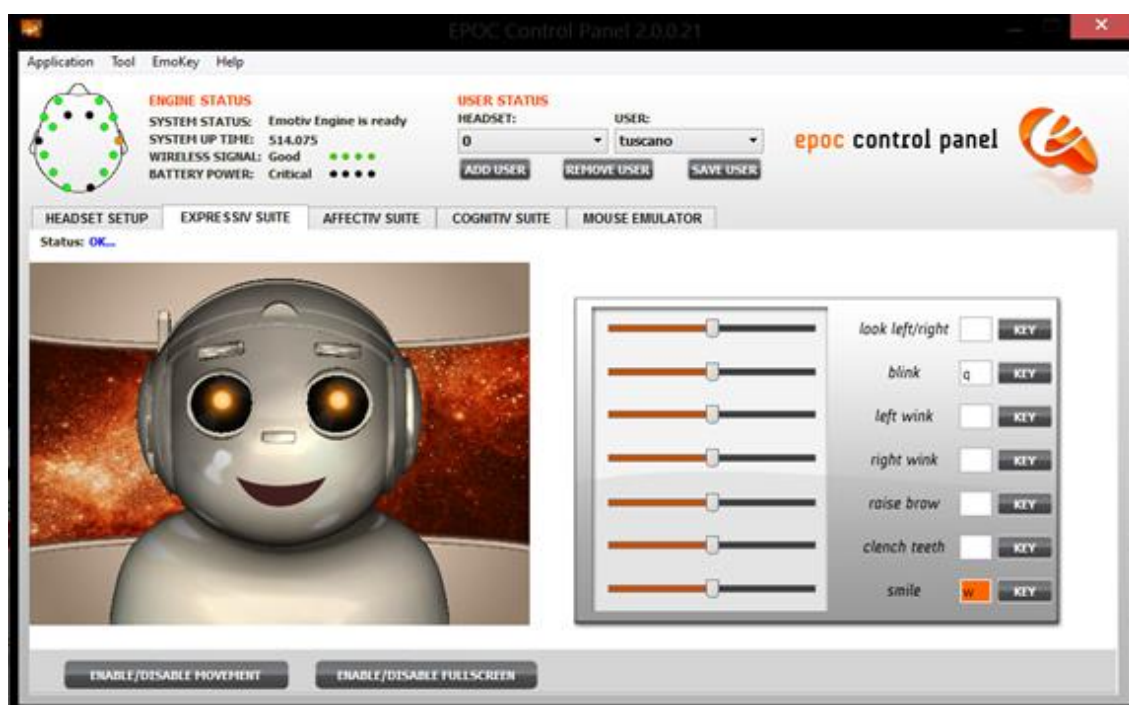 EPOC Control Panel 2.0.0.21
Application Tool EmoKey Help
ENGINE STATUS
SYSTEM STATUS: Emotiv Engine is ready
SYSTEM UP TIME: 514.075
WIRELESS SIGNAL: Good
BATTERY POWER: Critical
USER STATUS
HEADSET: USER:
0 tuscano
ADD USER REMOVE USER SAVE USER
epoc control panel
HEADSET SETUP EXPRESSIV SUITE AFFECTIV SUITE COGNITIV SUITE MOUSE EMULATOR
Status: OK...
look left/right KEY
blink q KEY
left wink KEY
right wink KEY
raise brow KEY
clench teeth KEY
smile w KEY
ENABLE/DISABLE MOVEMENT ENABLE/DISABLE FULLSCREEN